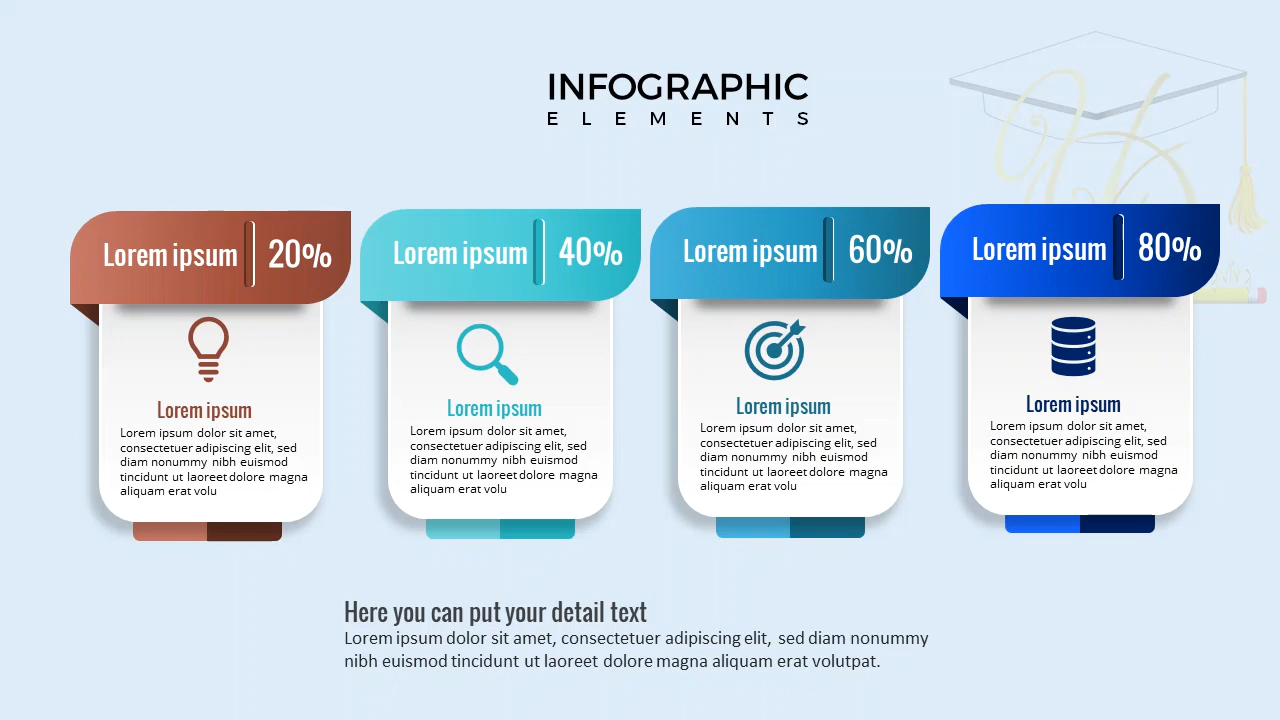 INFOGRAPHIC
ELEMENTS
Lorem ipsum 20%
Lorem ipsum
Lorem ipsum dolor sit amet,
consectetuer adipiscing elit, sed
diam nonummy nibh euismod
tincidunt ut laoreet dolore magna
aliquam erat volu
Lorem ipsum 40%
Lorem ipsum
Lorem ipsum dolor sit amet,
consectetuer adipiscing elit, sed
diam nonummy nibh euismod
tincidunt ut laoreet dolore magna
aliquam erat volu
Lorem ipsum 60%
Lorem ipsum
Lorem ipsum dolor sit amet,
consectetuer adipiscing elit, sed
diam nonummy nibh euismod
tincidunt ut laoreet dolore magna
aliquam erat volu
Lorem ipsum 80%
Lorem ipsum
Lorem ipsum dolor sit amet,
consectetuer adipiscing elit, sed
diam nonummy nibh euismod
tincidunt ut laoreet dolore magna
aliquam erat volu
Here you can put your detail text
Lorem ipsum dolor sit amet, consectetuer adipiscing elit, sed diam nonummy
nibh euismod tincidunt ut laoreet dolore magna aliquam erat volutpat.